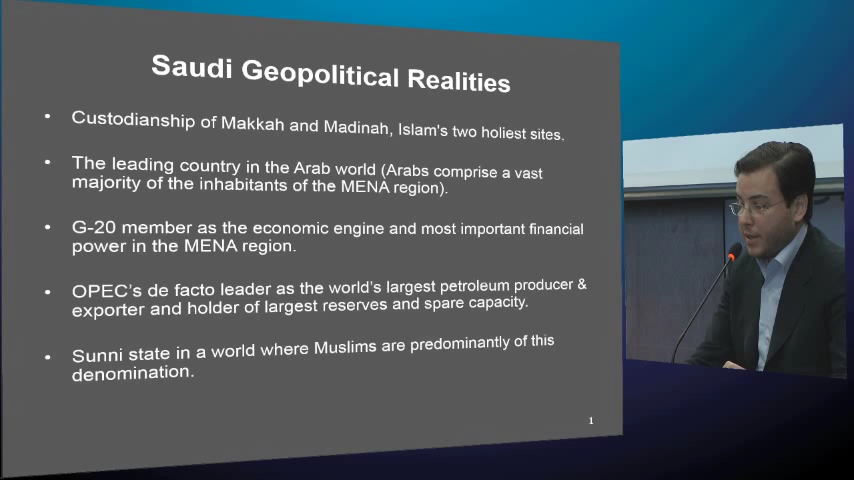 Saudi Geopolitical Realities
• Custodianship of Makkah and Madinah, Islam's two holiest sites.
• The leading country in the Arab world (Arabs comprise a vast
majority of the inhabitants of the MENA region).
• G-20 member as the economic engine and most important financial
power in the MENA region.
• OPEC's de facto leader as the world's largest petroleum producer &
exporter and holder of largest reserves and spare capacity.
• Sunni state in a world where Muslims are predominantly of this
denomination.
1